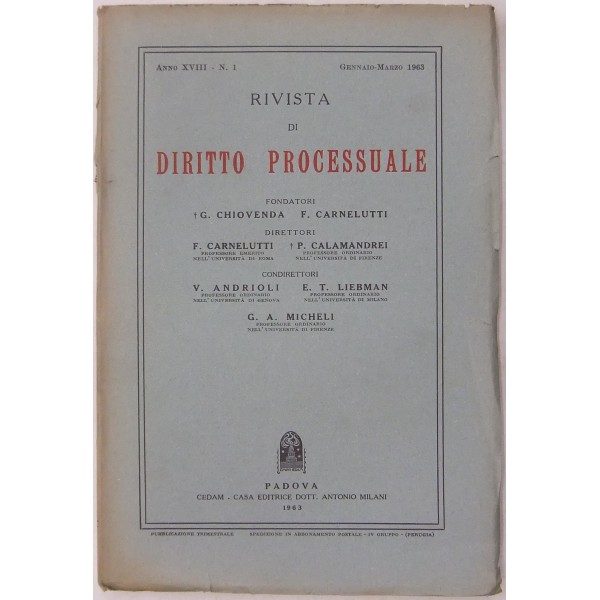 Anno XVIII - N. 1 Gennaio-Marzo 1963
RIVISTA
DI
DIRITTO PROCESSUALE
FONDATORI
† G. CHIOVENDA F. CARNELUTTI
DIRETTORI
F. CARNELUTTI † P. CALAMANDREI
PROFESSORE EMERITO PROFESSORE ORDINARIO
NELL'UNIVERSITÀ DI ROMA NELL'UNIVERSITÀ DI FIRENZE
CONDIRETTORI
V. ANDRIOLI E. T. LIEBMAN
PROFESSORE ORDINARIO PROFESSORE ORDINARIO
NELL'UNIVERSITÀ DI GENOVA NELL'UNIVERSITÀ DI MILANO
G. A. MICHELI
PROFESSORE ORDINARIO
NELL'UNIVERSITÀ DI FIRENZE
PADOVA
CEDAM - CASA EDITRICE DOTT. ANTONIO MILANI
1963
PUBBLICAZIONE TRIMESTRALE SPEDIZIONE IN ABBONAMENTO POSTALE - IV GRUPPO - (PERUGIA)